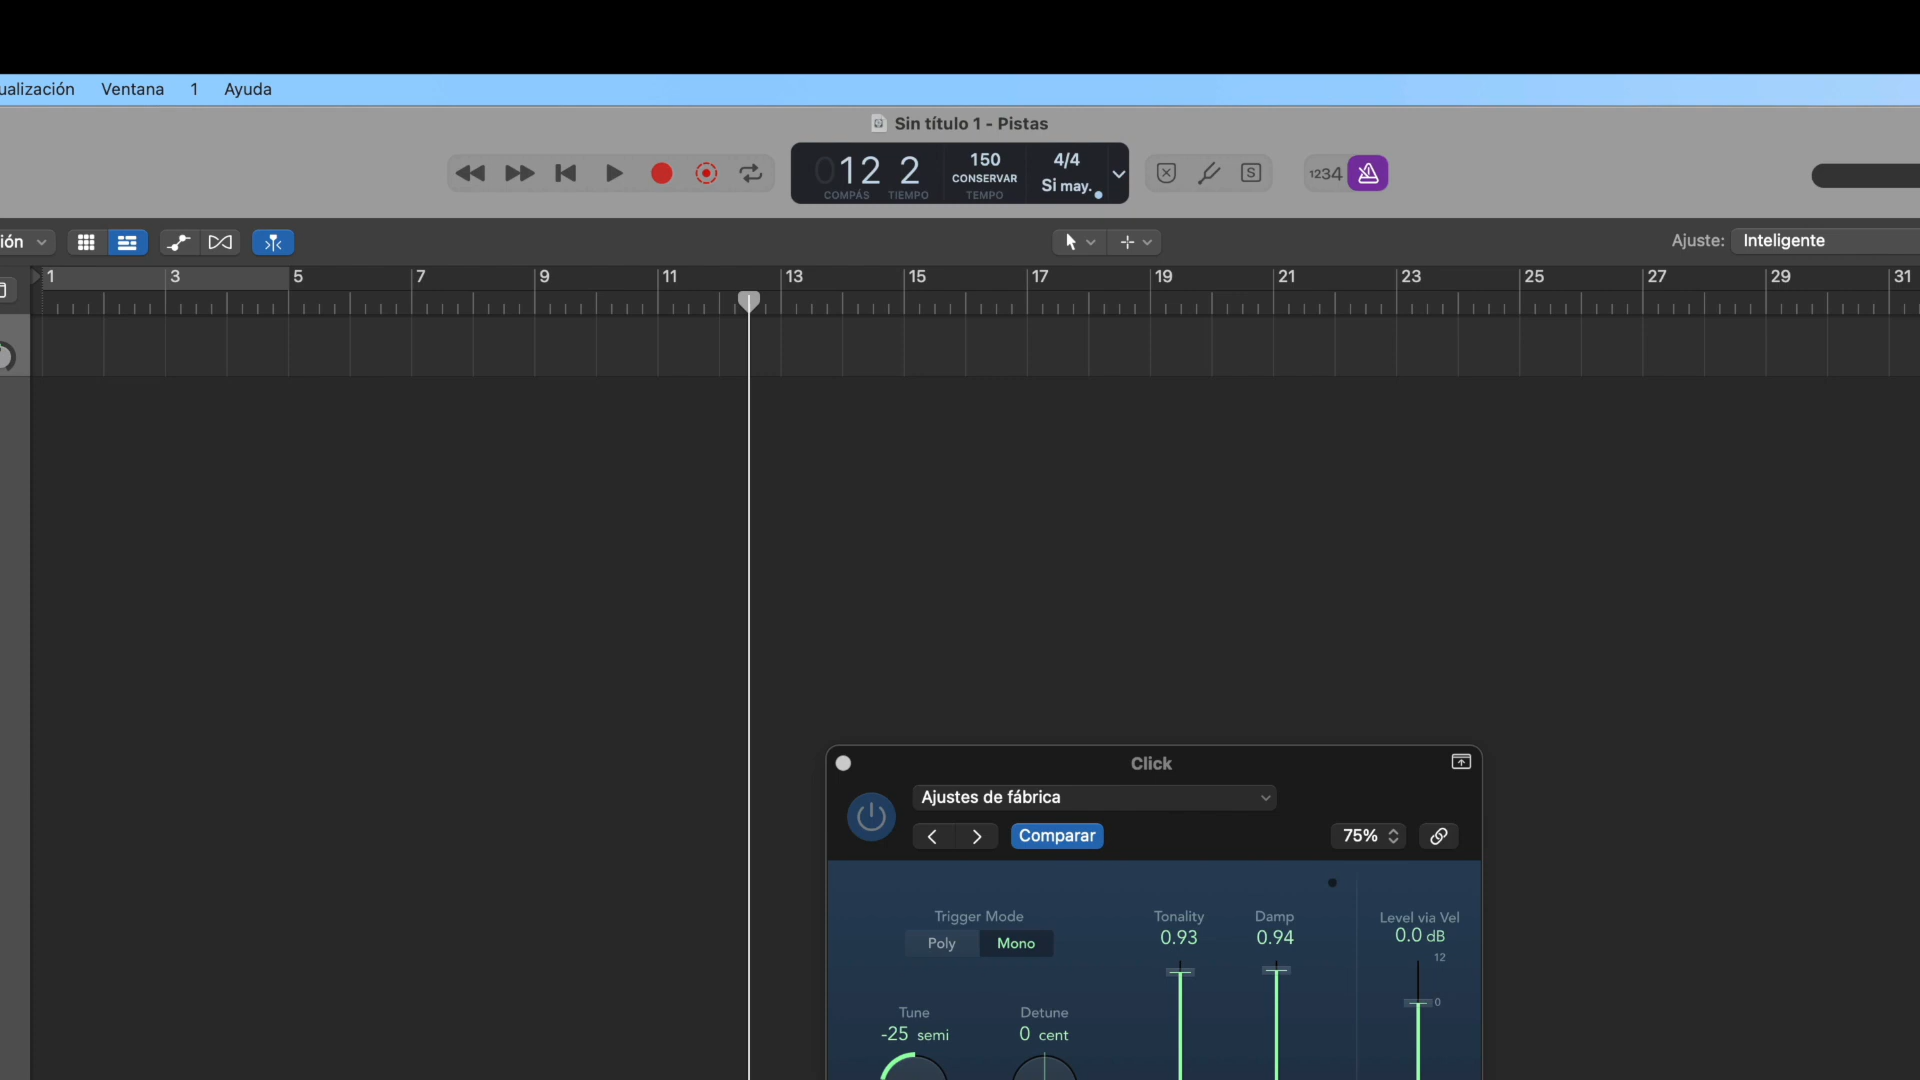 ualización Ventana 1 Ayuda
Sin título 1 - Pistas
012 2
COMPÁS TIEMPO
150
CONSERVAR
TEMPO
4/4
Si may.
S
1234
ión
Ajuste: Inteligente
1 3 5 7 9 11 13 15 17 19 21 23 25 27 29 31
Click
Ajustes de fábrica
Comparar
75%
Trigger Mode
Poly Mono
Tonality
0.93
Damp
0.94
Level via Vel
0.0 dB
12
0
Tune
-25 semi
Detune
0 cent